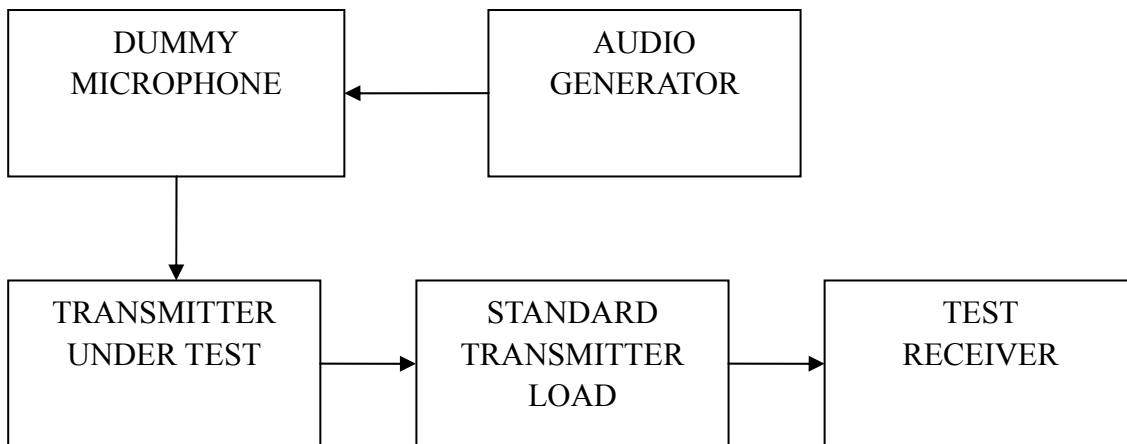 DUMMY
MICROPHONE
AUDIO
GENERATOR
TRANSMITTER
UNDER TEST
STANDARD
TRANSMITTER
LOAD
TEST
RECEIVER